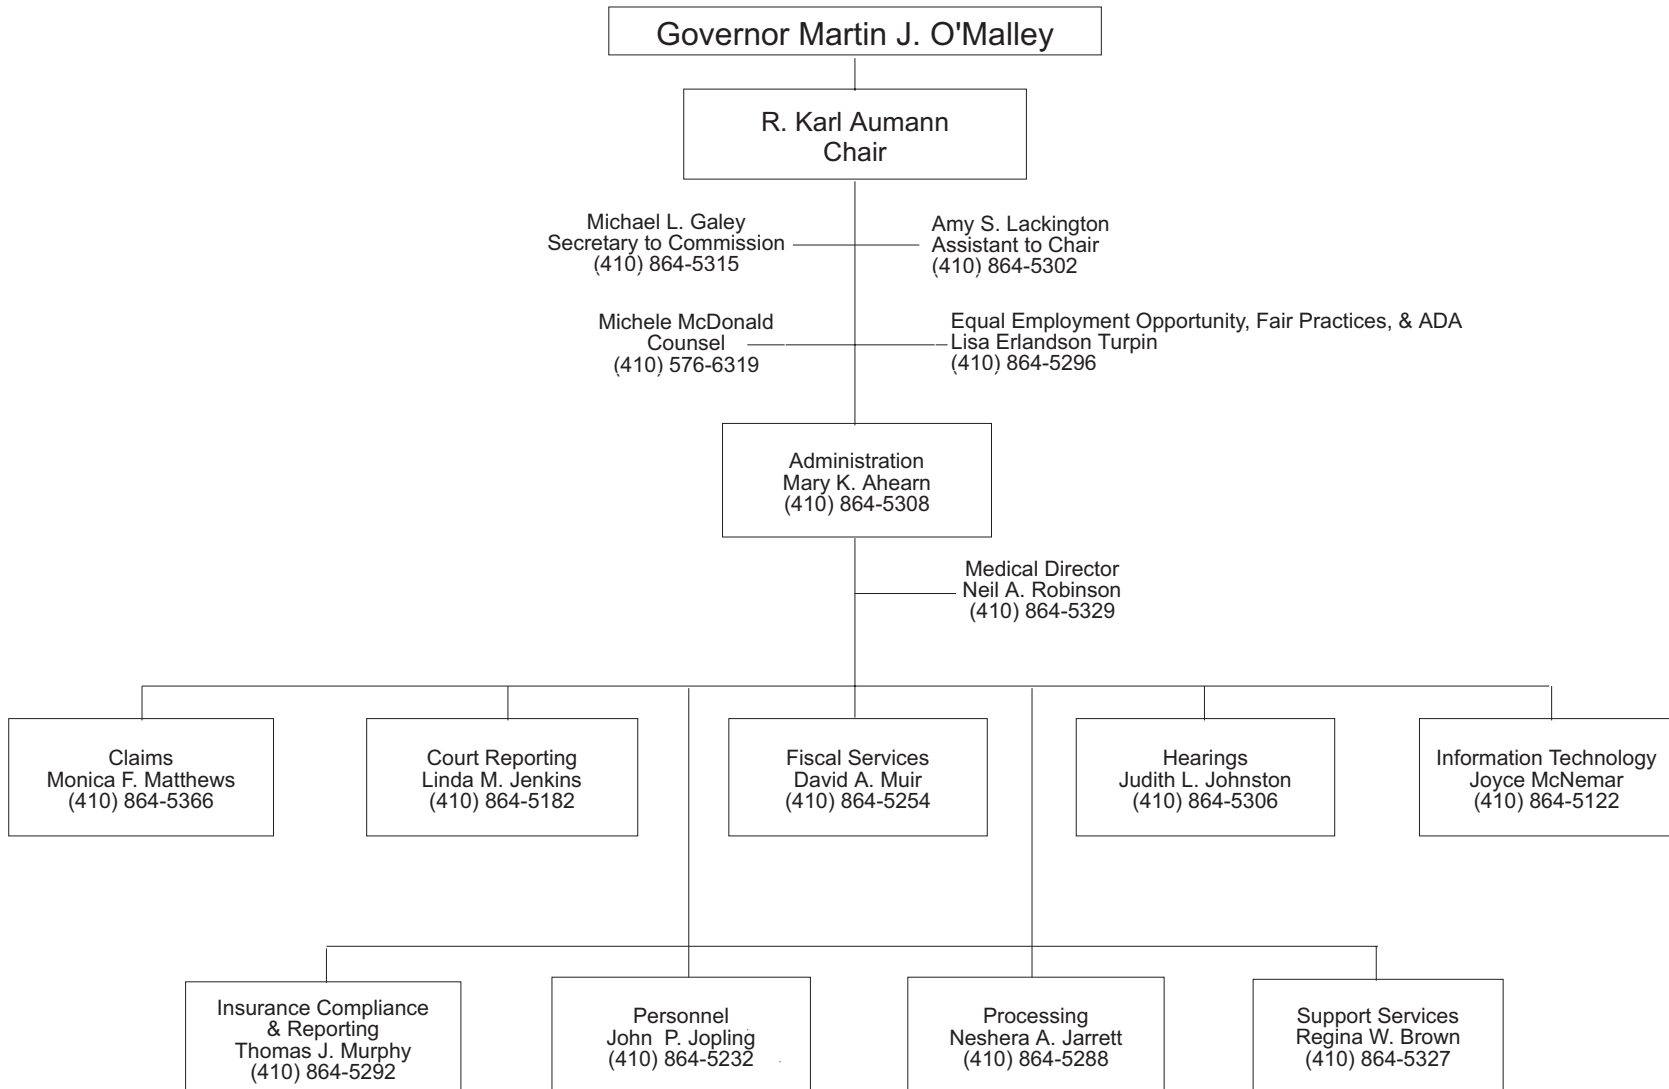 Governor Martin J. O'Malley
R. Karl Aumann
Chair
Michael L. Galey
Secretary to Commission
(410) 864-5315
Amy S. Lackington
Assistant to Chair
(410) 864-5302
Michele McDonald
Counsel
(410) 576-6319
Equal Employment Opportunity, Fair Practices, & ADA
Lisa Erlandson Turpin
(410) 864-5296
Administration
Mary K. Ahearn
(410) 864-5308
Medical Director
Neil A. Robinson
(410) 864-5329
Claims
Monica F. Matthews
(410) 864-5366
Court Reporting
Linda M. Jenkins
(410) 864-5182
Fiscal Services
David A. Muir
(410) 864-5254
Hearings
Judith L. Johnston
(410) 864-5306
Information Technology
Joyce McNemar
(410) 864-5122
Insurance Compliance
& Reporting
Thomas J. Murphy
(410) 864-5292
Personnel
John P. Jopling
(410) 864-5232
Processing
Neshera A. Jarrett
(410) 864-5288
Support Services
Regina W. Brown
(410) 864-5327